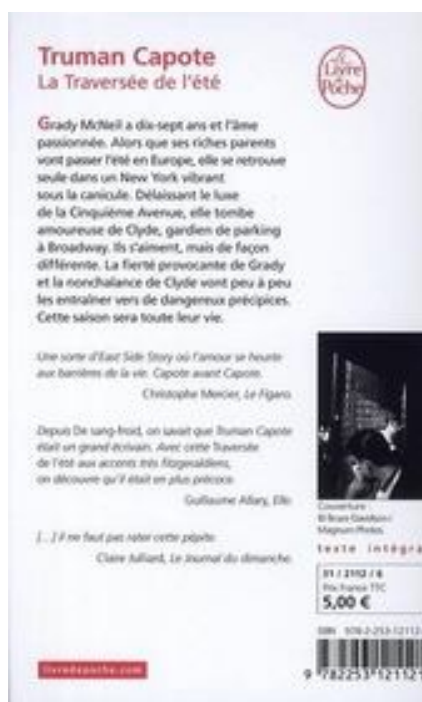 Truman Capote
La Traversée de l'été
Le
Livre
de
Poche
Grady McNeil a dix-sept ans et l'âme
passionnée. Alors que ses riches parents
vont passer l'été en Europe, elle se retrouve
seule dans un New York vibrant
sous la canicule. Délaissant le luxe
de la Cinquième Avenue, elle tombe
amoureuse de Clyde, gardien de parking
à Broadway. Ils s'aiment, mais de façon
différente. La fierté provocante de Grady
et la nonchalance de Clyde vont peu à peu
les entraîner vers de dangereux précipices.
Cette saison sera toute leur vie.
Une sorte d'East Side Story où l'amour se heurte
aux barrières de la vie. Capote avant Capote.
Christophe Mercier, Le Figaro.
Depuis De sang-froid, on savait que Truman Capote
était un grand écrivain. Avec cette Traversée
de l'été aux accents très fitzgeraldiens,
on découvre qu'il était en plus précoce.
Guillaume Allary, Elle.
[...] Il ne faut pas rater cette pépite.
Claire Julliard, Le Journal du dimanche.
Couverture :
© Bruce Davidson /
Magnum Photos.
texte intégra
31 / 2112 / 6
Prix France TTC
5,00 €
ISBN : 978-2-253-12112-
9 782253 121121
livredepoche.com